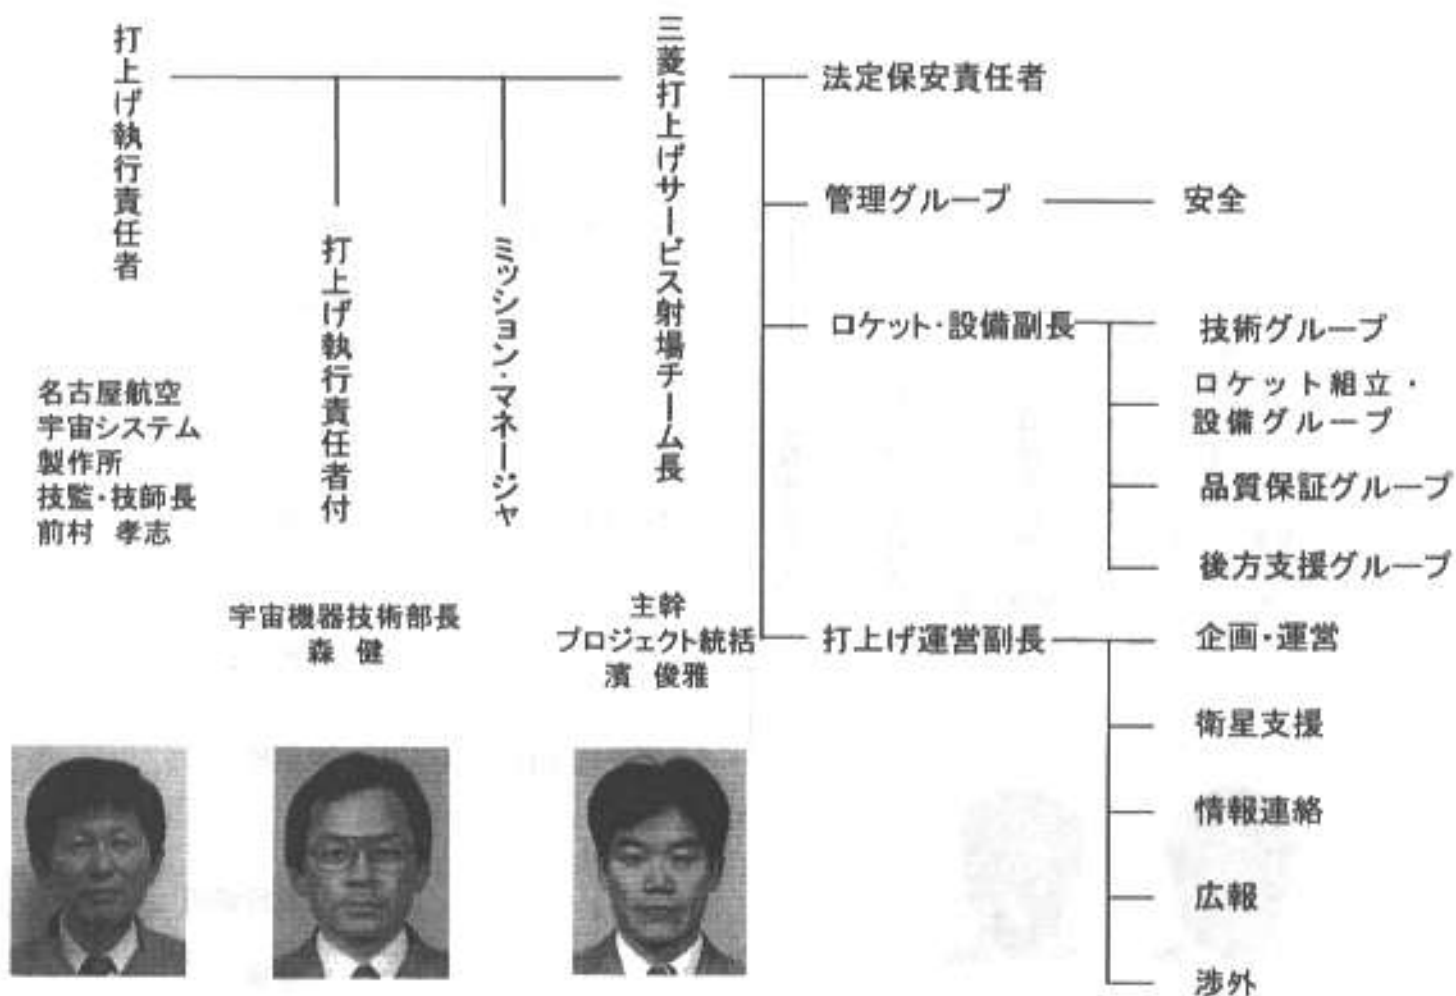 打上げ執行責任者
名古屋航空
宇宙システム
製作所
技監・技師長
前村 孝志
打上げ執行責任者付
宇宙機器技術部長
森 健
ミッション・マネージャ
三菱打上げサービス射場チーム長
主幹
プロジェクト統括
濱 俊雅
法定保安責任者
管理グループ
安全
ロケット・設備副長
技術グループ
ロケット組立・
設備グループ
品質保証グループ
後方支援グループ
打上げ運営副長
企画・運営
衛星支援
情報連絡
広報
渉外